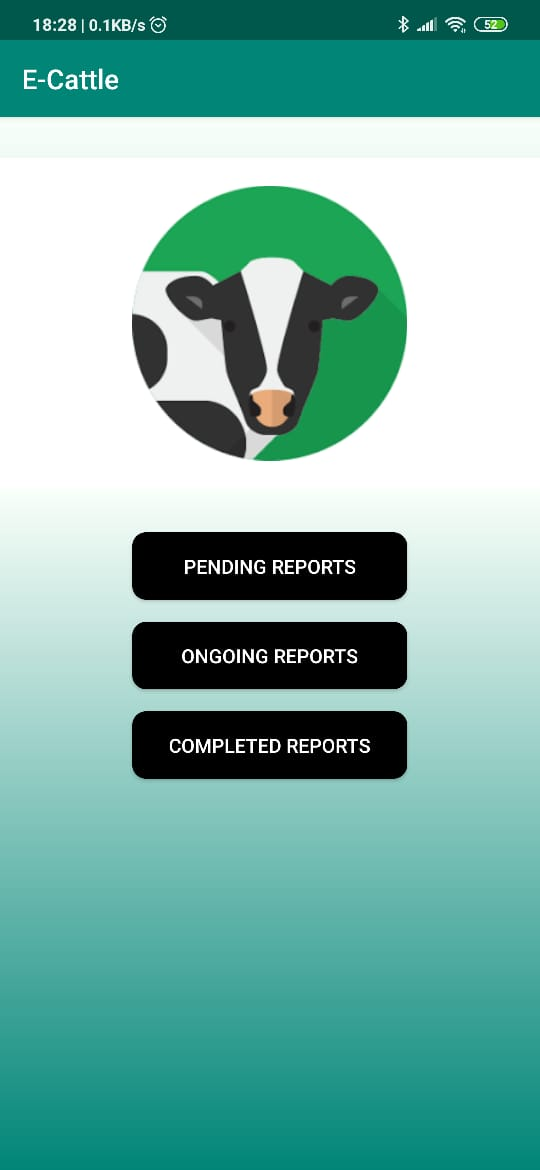 18:28 | 0.1KB/s
52
E-Cattle
PENDING REPORTS
ONGOING REPORTS
COMPLETED REPORTS